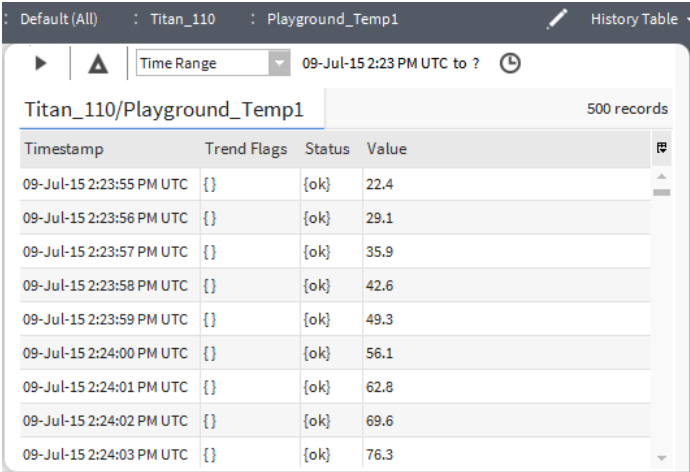 : Default (All) : Titan_110 : Playground_Temp1 History Table
Time Range 09-Jul-15 2:23 PM UTC to ?
Titan_110/Playground_Temp1 500 records
Timestamp Trend Flags Status Value
09-Jul-15 2:23:55 PM UTC {} {ok} 22.4
09-Jul-15 2:23:56 PM UTC {} {ok} 29.1
09-Jul-15 2:23:57 PM UTC {} {ok} 35.9
09-Jul-15 2:23:58 PM UTC {} {ok} 42.6
09-Jul-15 2:23:59 PM UTC {} {ok} 49.3
09-Jul-15 2:24:00 PM UTC {} {ok} 56.1
09-Jul-15 2:24:01 PM UTC {} {ok} 62.8
09-Jul-15 2:24:02 PM UTC {} {ok} 69.6
09-Jul-15 2:24:03 PM UTC {} {ok} 76.3